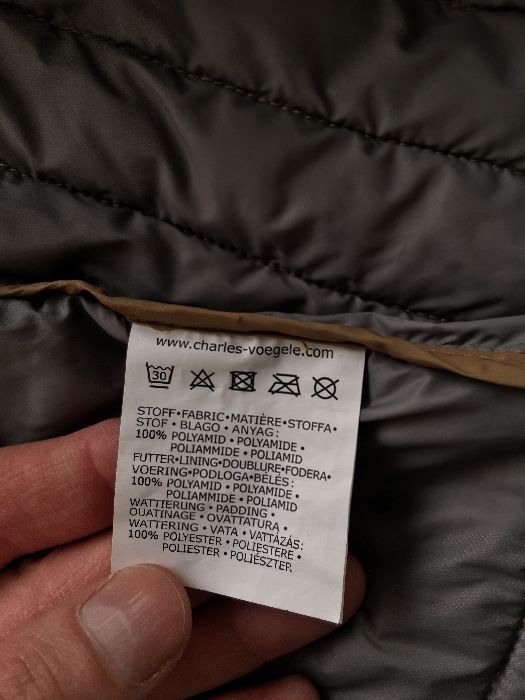 www.charles-voegele.com
30
STOFF•FABRIC•MATIÈRE•STOFFA•
STOF • BLAGO • ANYAG:
100% POLYAMID • POLYAMIDE •
POLIAMMIDE • POLIAMID
FUTTER•LINING•DOUBLURE•FODERA•
VOERING•PODLOGA•BÉLÉS:
100% POLYAMID • POLYAMIDE •
POLIAMMIDE • POLIAMID
WATTIERUNG • PADDING •
OUATINAGE • OVATTATURA •
WATTERING • VATA • VATTÁZÁS:
100% POLYESTER • POLIESTERE •
POLIESTER • POLIÉSZTER